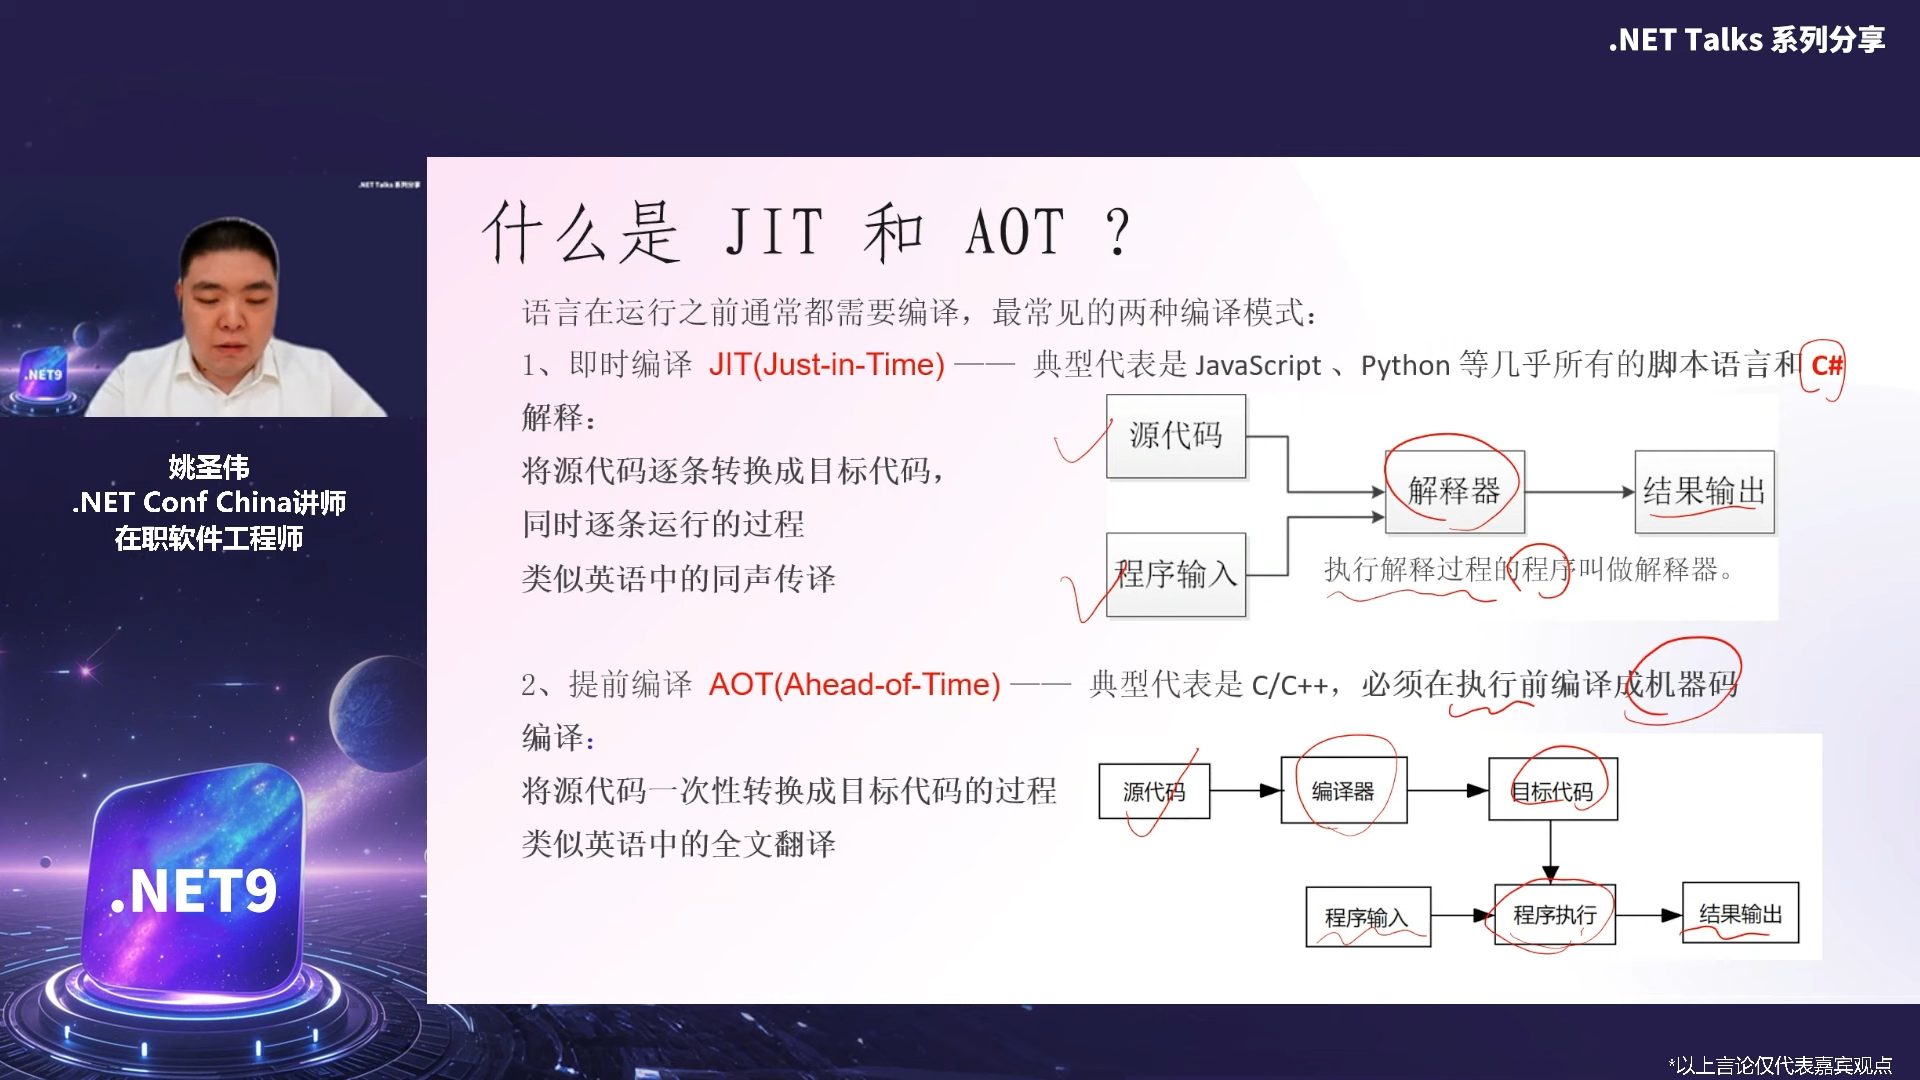 .NET Talks 系列分享
.NET Talks 系列分享
.NET9
姚圣伟
.NET Conf China讲师
在职软件工程师
.NET9
什么是 JIT 和 AOT ?
语言在运行之前通常都需要编译，最常见的两种编译模式：
1、即时编译 JIT(Just-in-Time) —— 典型代表是 JavaScript 、Python 等几乎所有的脚本语言和 C#
解释：
将源代码逐条转换成目标代码，
同时逐条运行的过程
类似英语中的同声传译
源代码
程序输入
解释器
结果输出
执行解释过程的程序叫做解释器。
2、提前编译 AOT(Ahead-of-Time) —— 典型代表是 C/C++，必须在执行前编译成机器码
编译：
将源代码一次性转换成目标代码的过程
类似英语中的全文翻译
源代码
编译器
目标代码
程序输入
程序执行
结果输出
*以上言论仅代表嘉宾观点